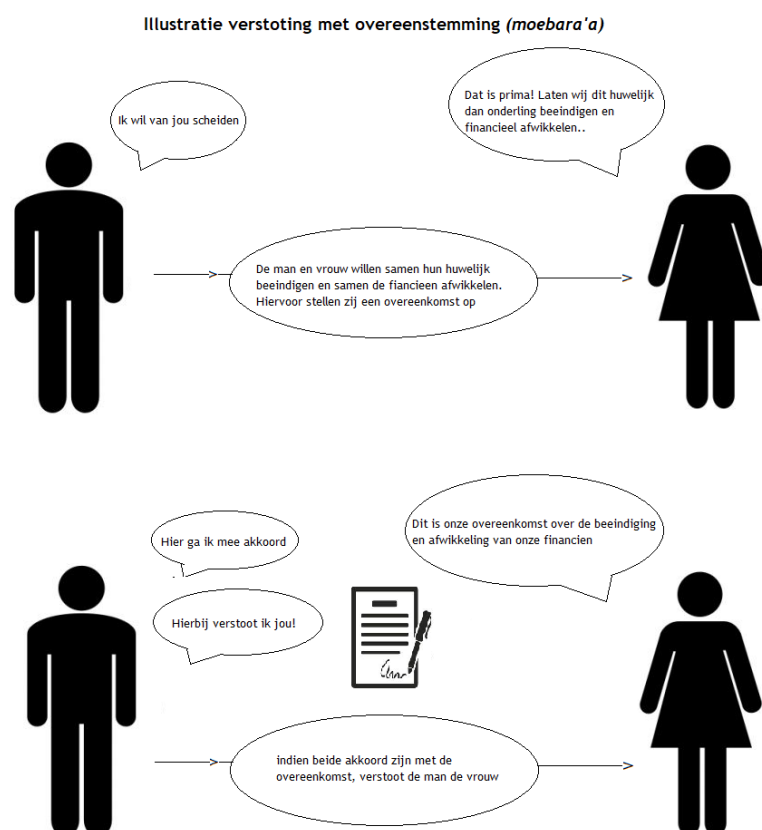 Illustratie verstoting met overeenstemming (moebara'a)
Ik wil van jou scheiden
Dat is prima! Laten wij dit huwelijk
dan onderling beeindigen en
financieel afwikkelen..
De man en vrouw willen samen hun huwelijk
beeindigen en samen de fiancieen afwikkelen.
Hiervoor stellen zij een overeenkomst op
Hier ga ik mee akkoord
Dit is onze overeenkomst over de beeindiging
en afwikkeling van onze financien
Hierbij verstoot ik jou!
indien beide akkoord zijn met de
overeenkomst, verstoot de man de vrouw